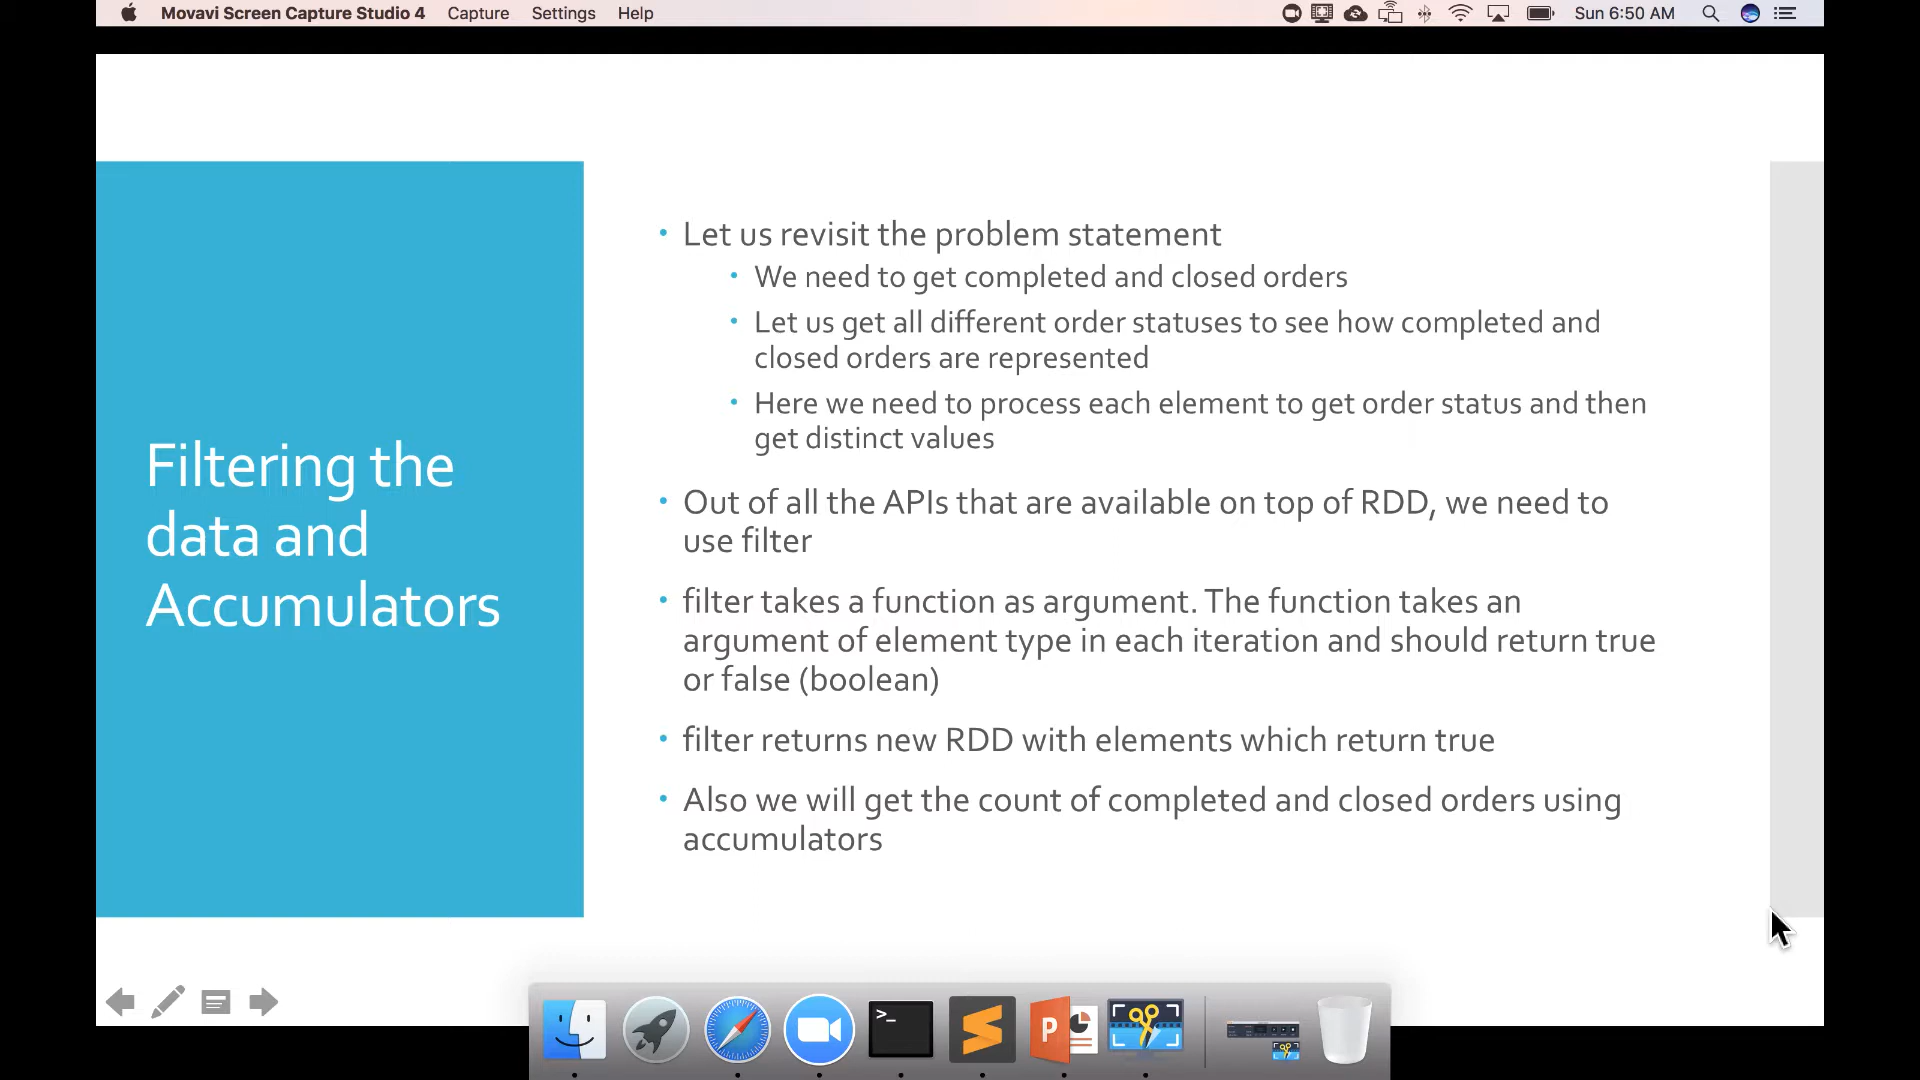 Movavi Screen Capture Studio 4 Capture Settings Help Sun 6:50 AM
Filtering the
data and
Accumulators
• Let us revisit the problem statement
• We need to get completed and closed orders
• Let us get all different order statuses to see how completed and
closed orders are represented
• Here we need to process each element to get order status and then
get distinct values
• Out of all the APIs that are available on top of RDD, we need to
use filter
• filter takes a function as argument. The function takes an
argument of element type in each iteration and should return true
or false (boolean)
• filter returns new RDD with elements which return true
• Also we will get the count of completed and closed orders using
accumulators
>_
P